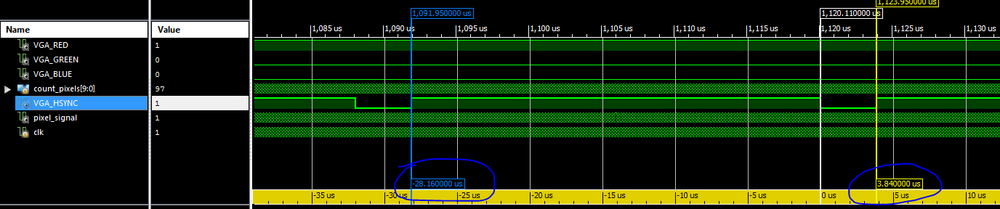 1,123.950000 us
1,091.950000 us
1,120.110000 us
Name Value
1,085 us 1,090 us 1,095 us 1,100 us 1,105 us 1,110 us 1,115 us 1,120 us 1,125 us 1,130 us
VGA_RED 1
VGA_GREEN 0
VGA_BLUE 0
count_pixels[9:0] 97
VGA_HSYNC 1
pixel_signal 1
clk 1
-28.160000 us 3.840000 us
-35 us -30 us -25 us -20 us -15 us -10 us -5 us 0 us 5 us 10 us